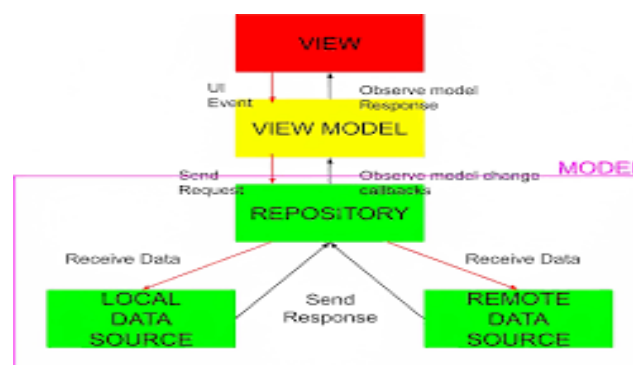 VIEW
UI
Event
Observe model
Response
VIEW MODEL
Send
Request
Observe model change
callbacks
MODEL
REPOSITORY
Receive Data
Receive Data
LOCAL
DATA
SOURCE
Send
Response
REMOTE
DATA
SOURCE